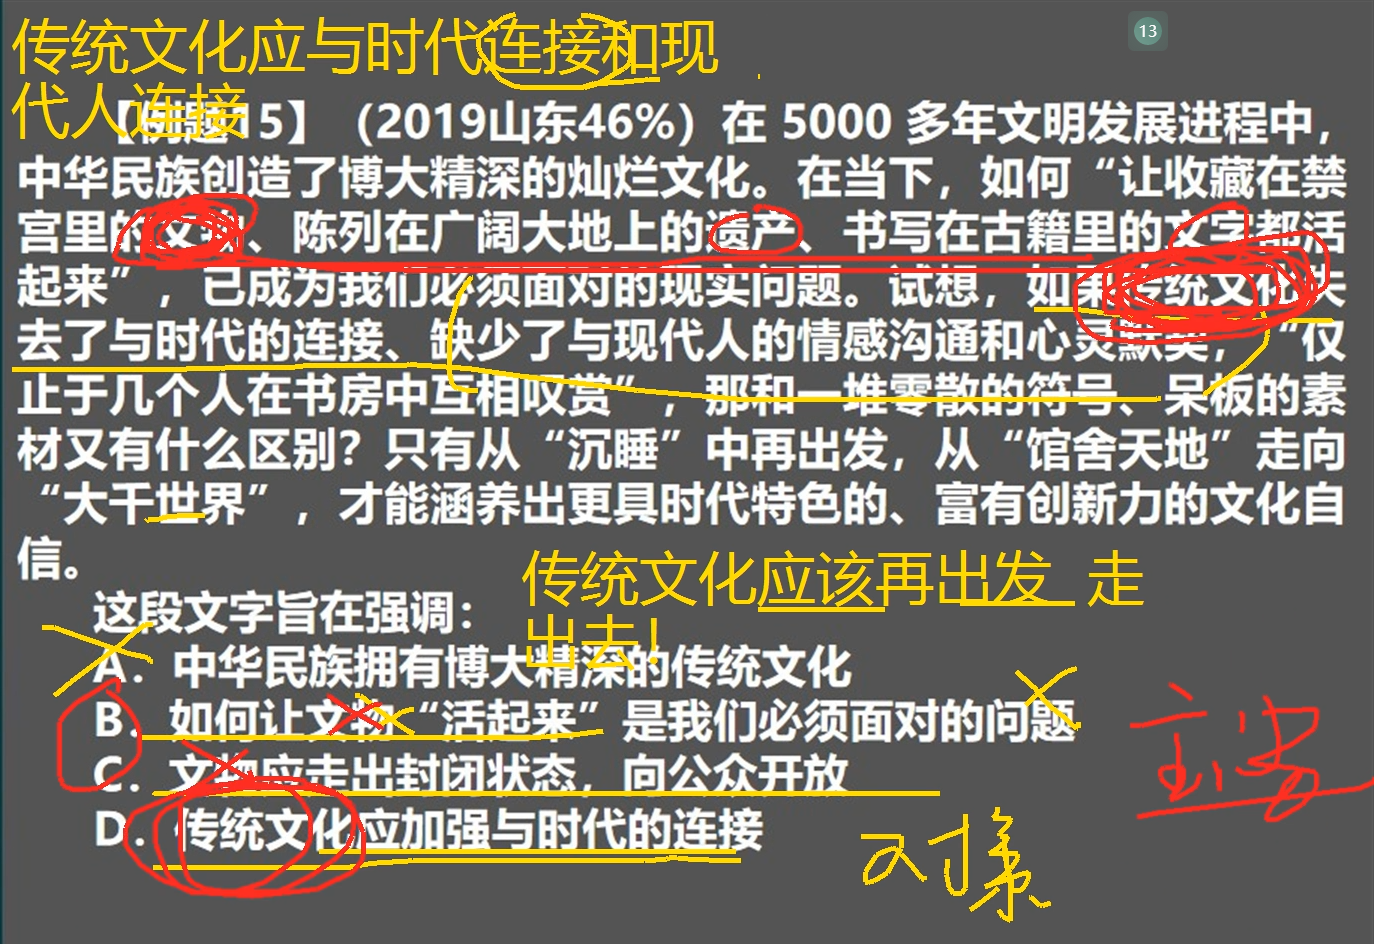 传统文化应与时代连接和现
代人连接
13
【例题15】（2019山东46%）在 5000 多年文明发展进程中，
中华民族创造了博大精深的灿烂文化。在当下，如何“让收藏在禁
宫里的文物、陈列在广阔大地上的遗产、书写在古籍里的文字都活
起来”，已成为我们必须面对的现实问题。试想，如果传统文化失
去了与时代的连接、缺少了与现代人的情感沟通和心灵默契，“仅
止于几个人在书房中互相叹赏”，那和一堆零散的符号、呆板的素
材又有什么区别？只有从“沉睡”中再出发，从“馆舍天地”走向
“大千世界”，才能涵养出更具时代特色的、富有创新力的文化自
信。
传统文化应该再出发 走
出去！
这段文字旨在强调：
A．中华民族拥有博大精深的传统文化
B．如何让文物“活起来”是我们必须面对的问题
C．文物应走出封闭状态，向公众开放
D．传统文化应加强与时代的连接
对策